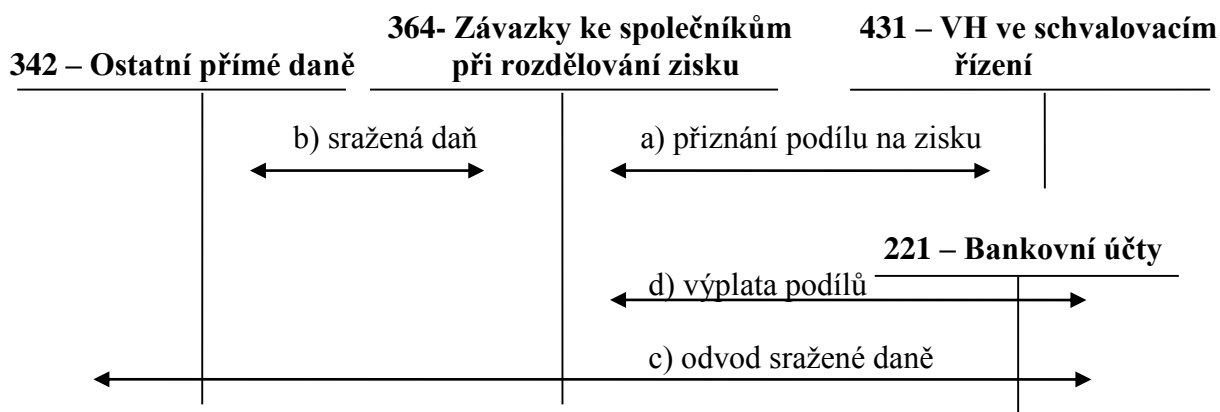 364- Závazky ke společníkům
při rozdělování zisku
431 – VH ve schvalovacím
řízení
342 – Ostatní přímé daně
b) sražená daň
a) přiznání podílu na zisku
221 – Bankovní účty
d) výplata podílů
c) odvod sražené daně